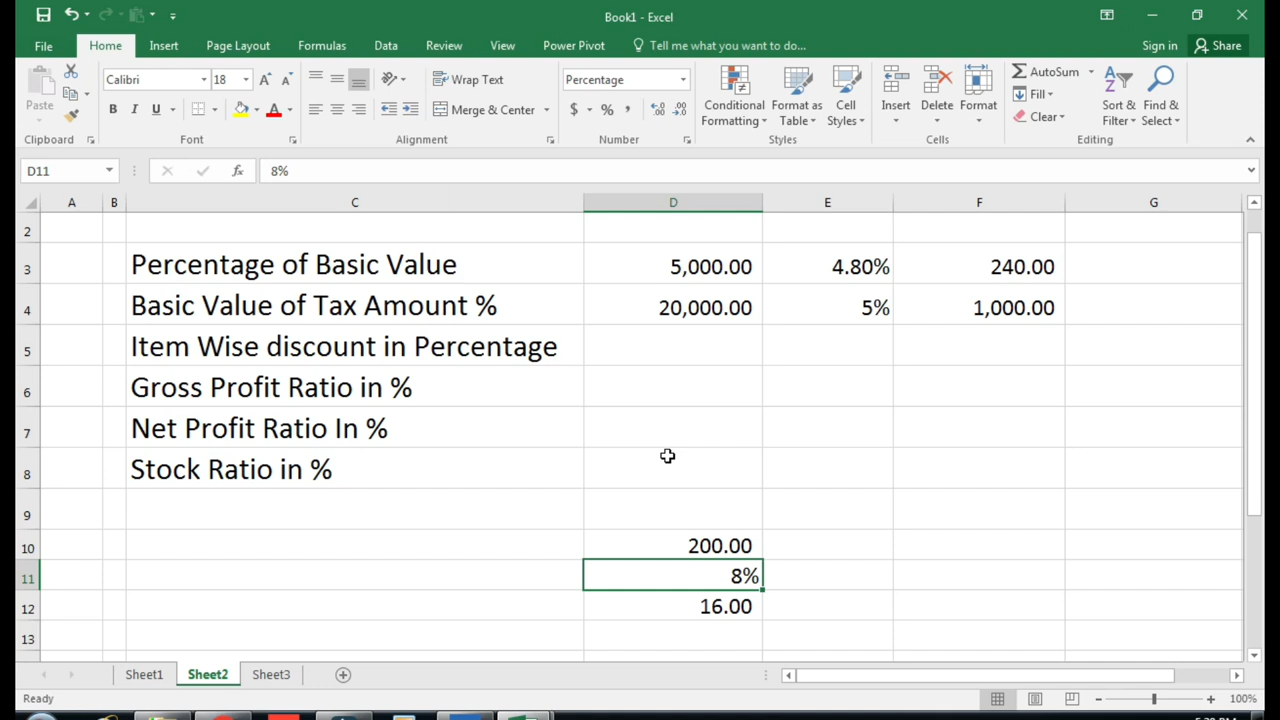 Book1 - Excel
File Home Insert Page Layout Formulas Data Review View Power Pivot Tell me what you want to do... Sign in Share
Paste
Calibri 18
B I U
Wrap Text
Merge & Center
Percentage
$ % ,
Conditional Formatting
Format as Table
Cell Styles
Insert
Delete
Format
AutoSum
Fill
Clear
Sort & Filter
Find & Select
Clipboard Font Alignment Number Styles Cells Editing
D11 fx 8%
A B C D E F G
2
3 Percentage of Basic Value 5,000.00 4.80% 240.00
4 Basic Value of Tax Amount % 20,000.00 5% 1,000.00
5 Item Wise discount in Percentage
6 Gross Profit Ratio in %
7 Net Profit Ratio In %
8 Stock Ratio in %
9
10 200.00
11 8%
12 16.00
13
Sheet1 Sheet2 Sheet3
Ready 100%